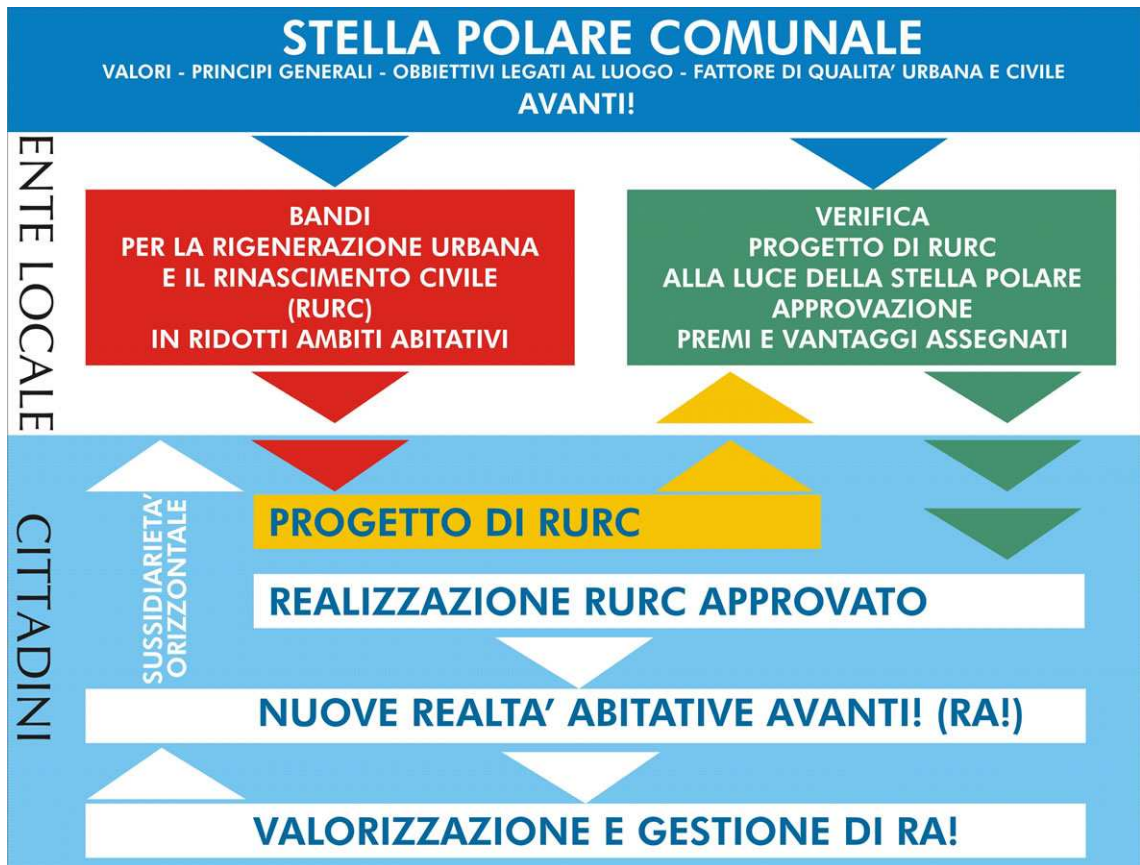 STELLA POLARE COMUNALE
VALORI - PRINCIPI GENERALI - OBBIETTIVI LEGATI AL LUOGO - FATTORE DI QUALITA' URBANA E CIVILE
AVANTI!
ENTE LOCALE
BANDI
PER LA RIGENERAZIONE URBANA
E IL RINASCIMENTO CIVILE
(RURC)
IN RIDOTTI AMBITI ABITATIVI
VERIFICA
PROGETTO DI RURC
ALLA LUCE DELLA STELLA POLARE
APPROVAZIONE
PREMI E VANTAGGI ASSEGNATI
CITTADINI
SUSSIDIARIETA'
ORIZZONTALE
PROGETTO DI RURC
REALIZZAZIONE RURC APPROVATO
NUOVE REALTA' ABITATIVE AVANTI! (RA!)
VALORIZZAZIONE E GESTIONE DI RA!